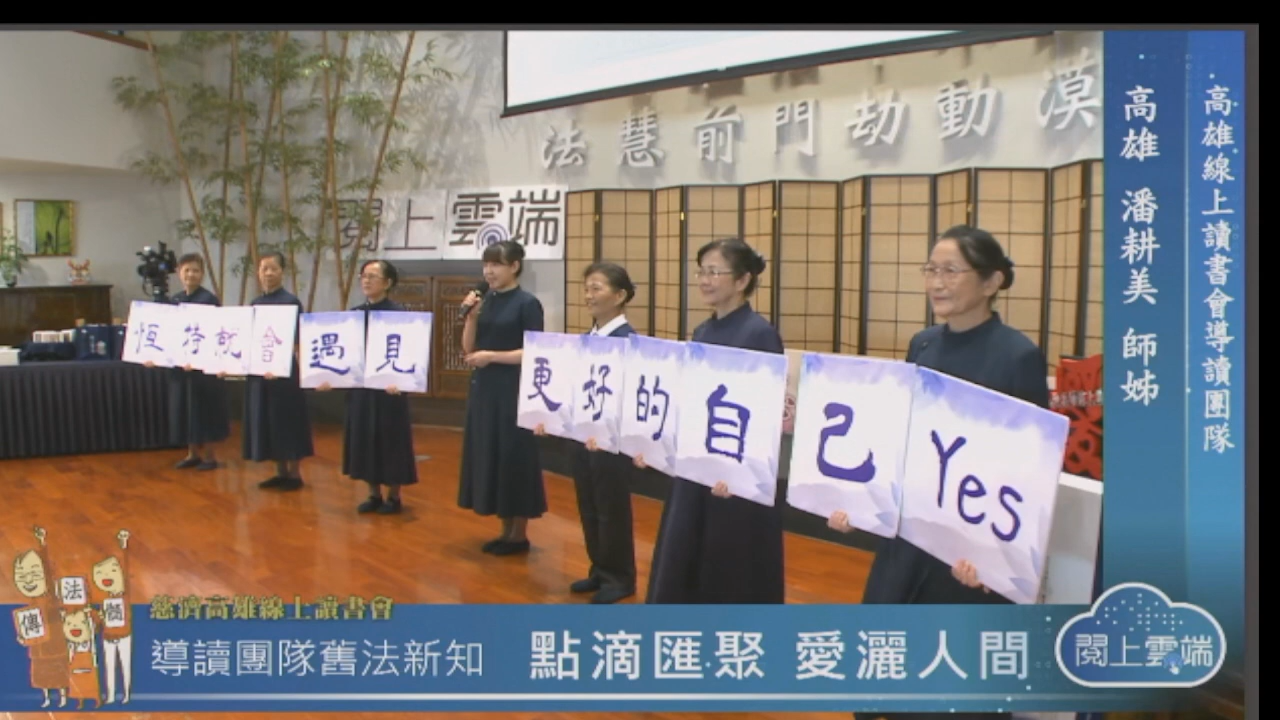 法慧前門劫動漠
閱上雲端
恆持就會遇見
更好的自己Yes
高雄線上讀書會導讀團隊
高雄 潘耕美 師姊
傳
法
髓
慈濟高雄線上讀書會
導讀團隊舊法新知
點滴匯聚 愛灑人間
閱上雲端